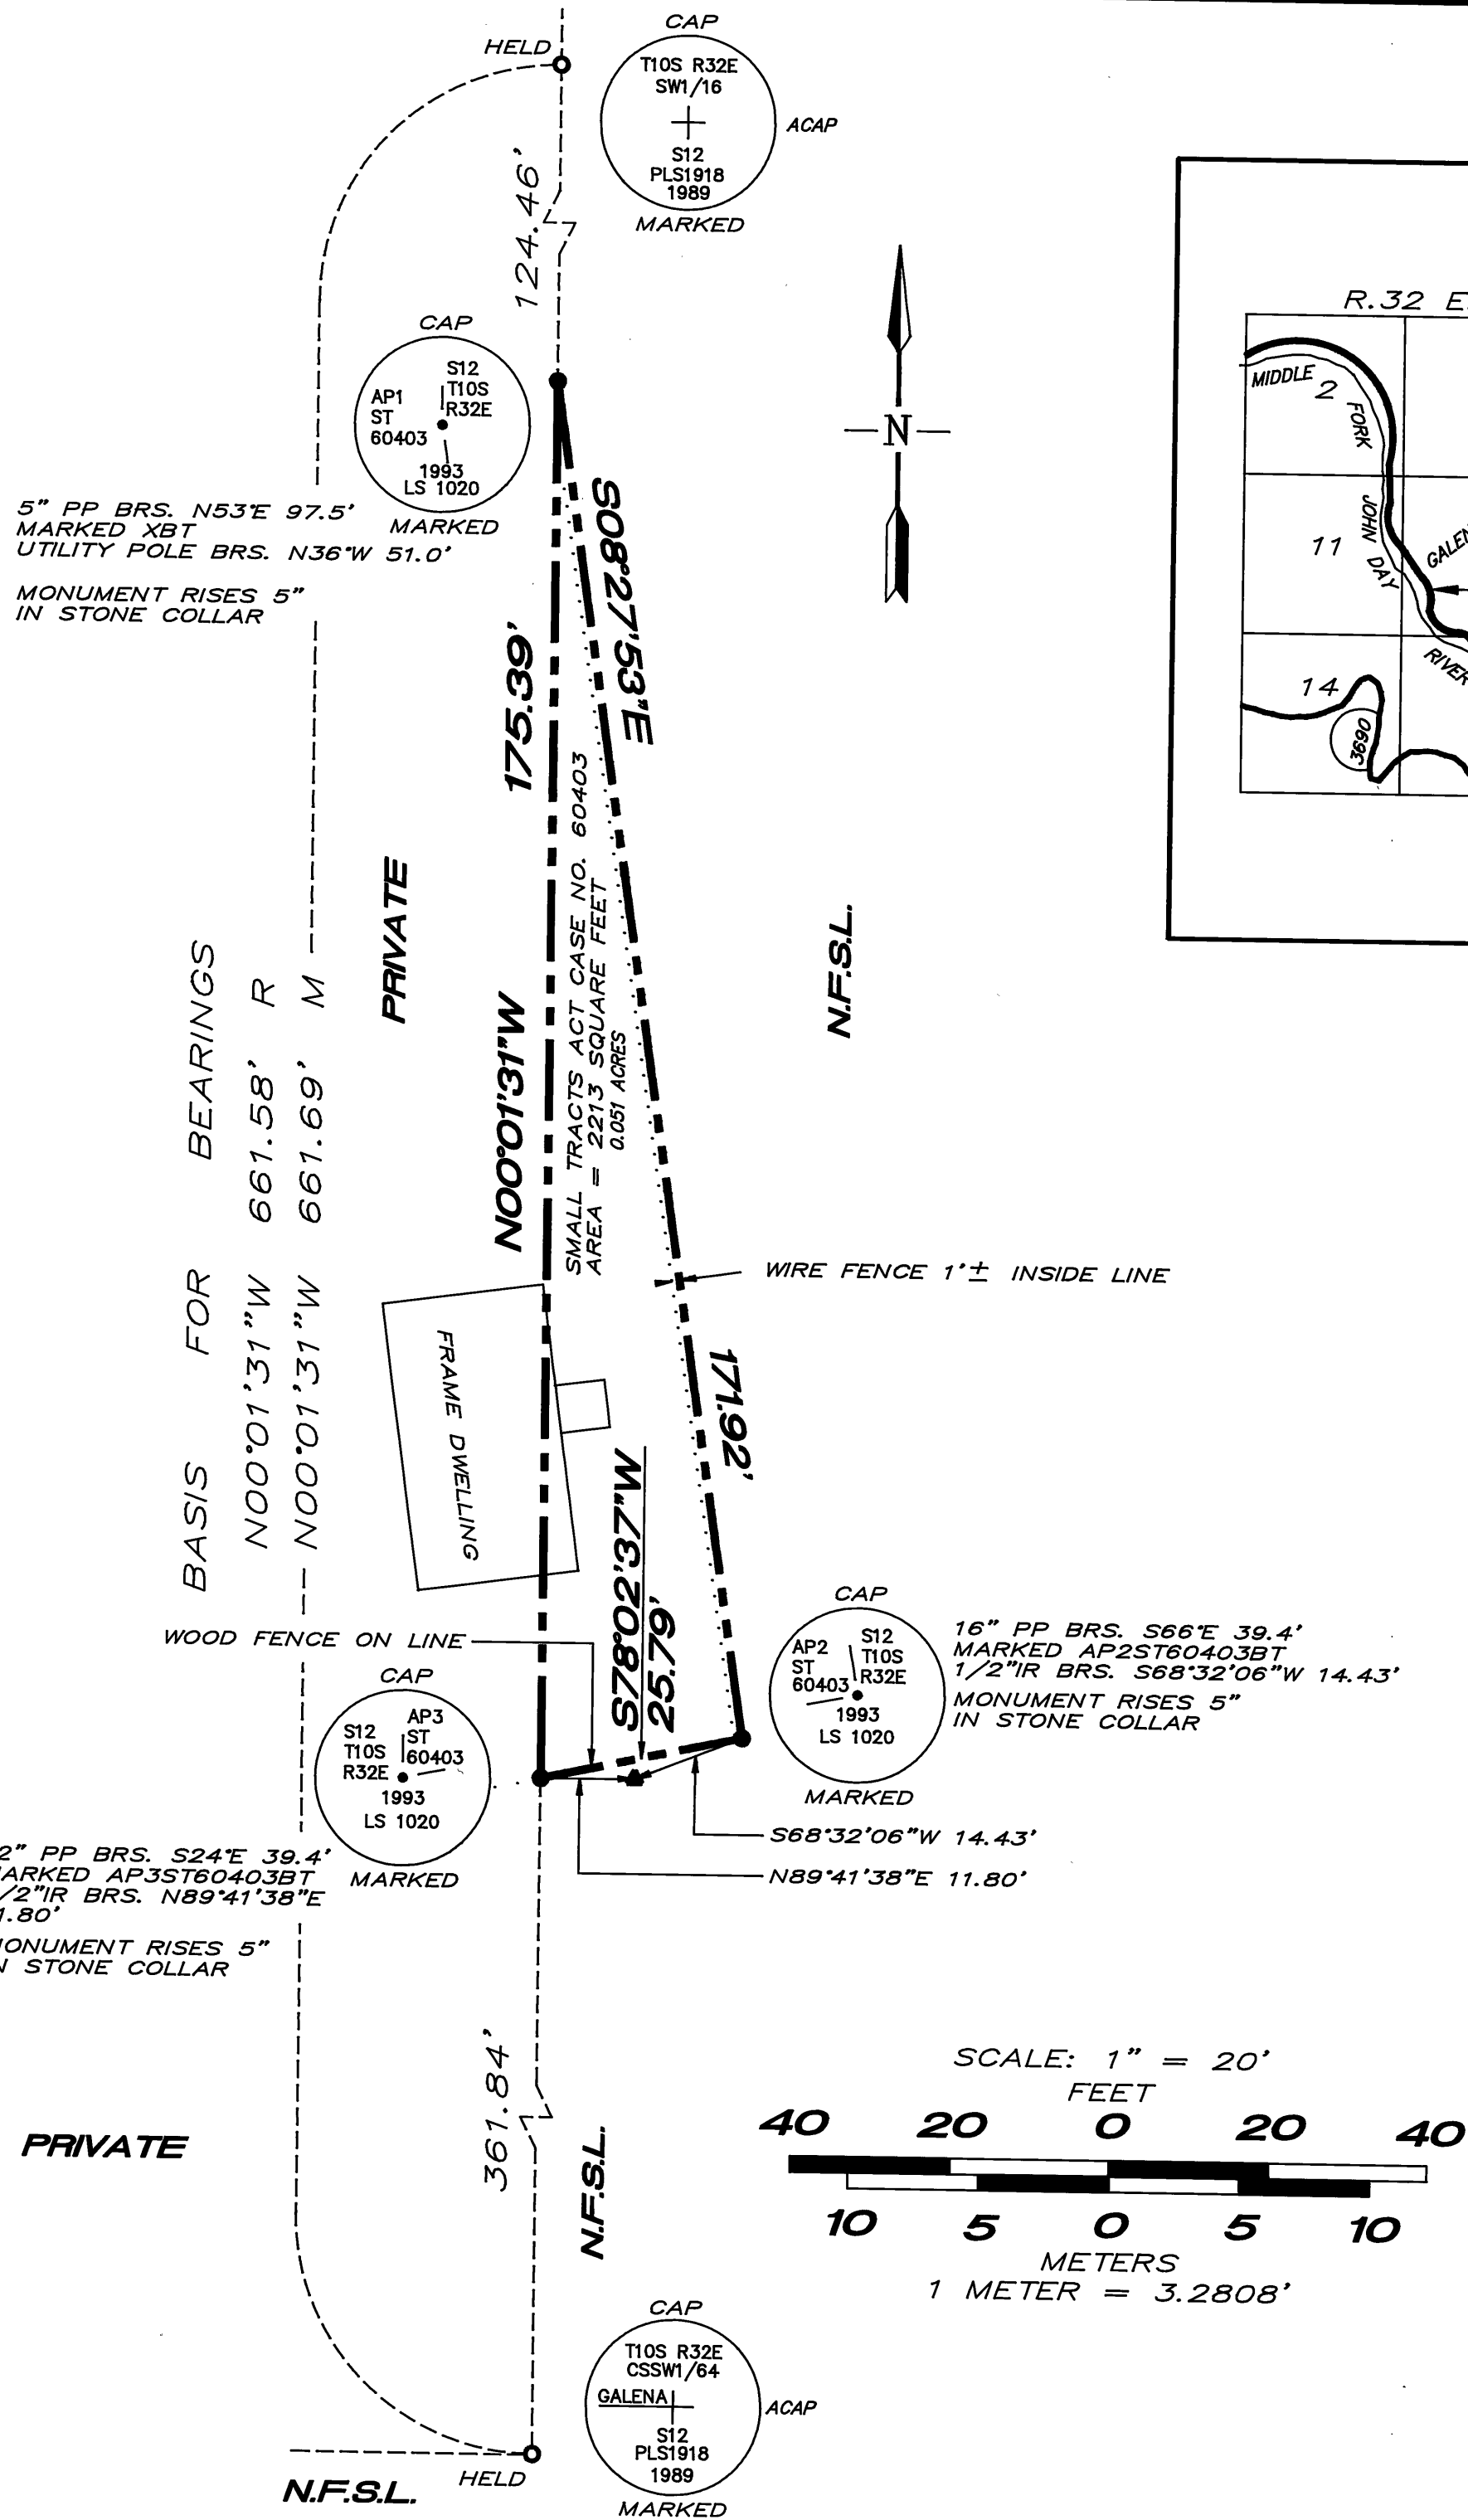 CAP
HELD
T10S R32E
SW1/16
ACAP
S12
PLS1918
1989
MARKED
124.46'
CAP
S12
T10S
R32E
AP1
ST
60403
1993
LS 1020
MARKED
5" PP BRS. N53°E 97.5'
MARKED XBT
UTILITY POLE BRS. N36°W 51.0'
MONUMENT RISES 5"
IN STONE COLLAR
N
R.32 E
MIDDLE
2
FORK
JOHN
DAY
11
RIVER
14
3690
S08°27'53"E
175.39'
PRIVATE
N.F.S.L.
SMALL TRACTS ACT CASE NO. 60403
AREA = 2213 SQUARE FEET
0.051 ACRES
N00°01'31"W
BASIS FOR BEARINGS
N00°01'31"W 661.58' R
N00°01'31"W 661.69' M
WIRE FENCE 1'± INSIDE LINE
FRAME DWELLING
171.92'
S78°02'37"W
25.79'
WOOD FENCE ON LINE
CAP
AP2
ST
60403
S12
T10S
R32E
1993
LS 1020
MARKED
16" PP BRS. S66°E 39.4'
MARKED AP2ST60403BT
1/2"IR BRS. S68°32'06"W 14.43'
MONUMENT RISES 5"
IN STONE COLLAR
CAP
S12
T10S
R32E
AP3
ST
60403
1993
LS 1020
MARKED
S68°32'06"W 14.43'
N89°41'38"E 11.80'
2" PP BRS. S24°E 39.4'
ARKED AP3ST60403BT
/2"IR BRS. N89°41'38"E
1.80'
ONUMENT RISES 5"
N STONE COLLAR
361.84'
PRIVATE
N.F.S.L.
SCALE: 1" = 20'
FEET
40 20 0 20 40
10 5 0 5 10
METERS
1 METER = 3.2808'
CAP
T10S R32E
CSSW1/64
GALENA
ACAP
S12
PLS1918
1989
MARKED
HELD
N.F.S.L.